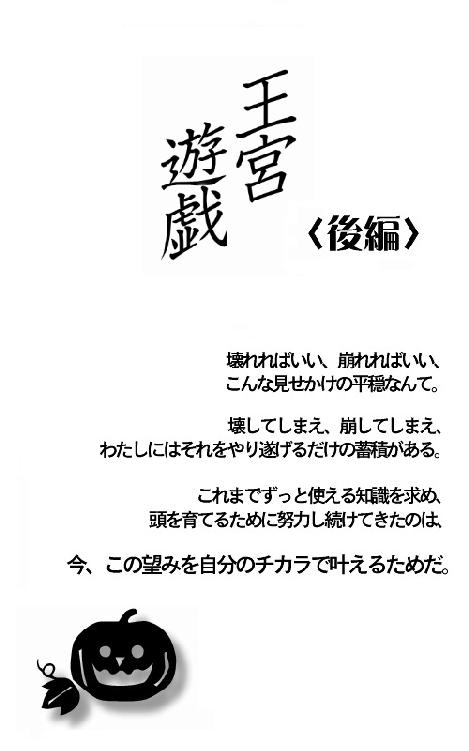 王宮
遊戯
〈後編〉
壊れればいい、崩れればいい、
こんな見せかけの平穏なんて。
壊してしまえ、崩してしまえ、
わたしにはそれをやり遂げるだけの蓄積がある。
これまでずっと使える知識を求め、
頭を育てるために努力し続けてきたのは、
今、この望みを自分のチカラで叶えるためだ。